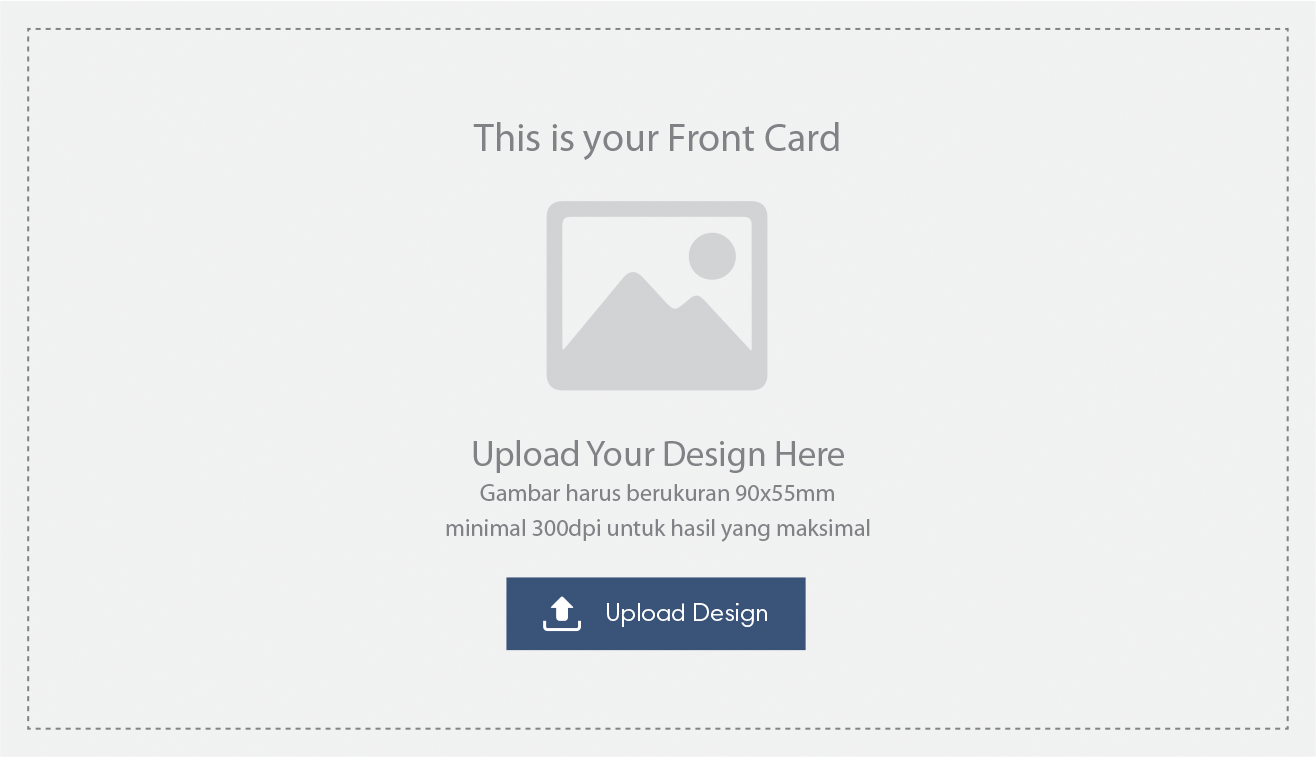 This is your Front Card
Upload Your Design Here
Gambar harus berukuran 90x55mm
minimal 300dpi untuk hasil yang maksimal
Upload Design